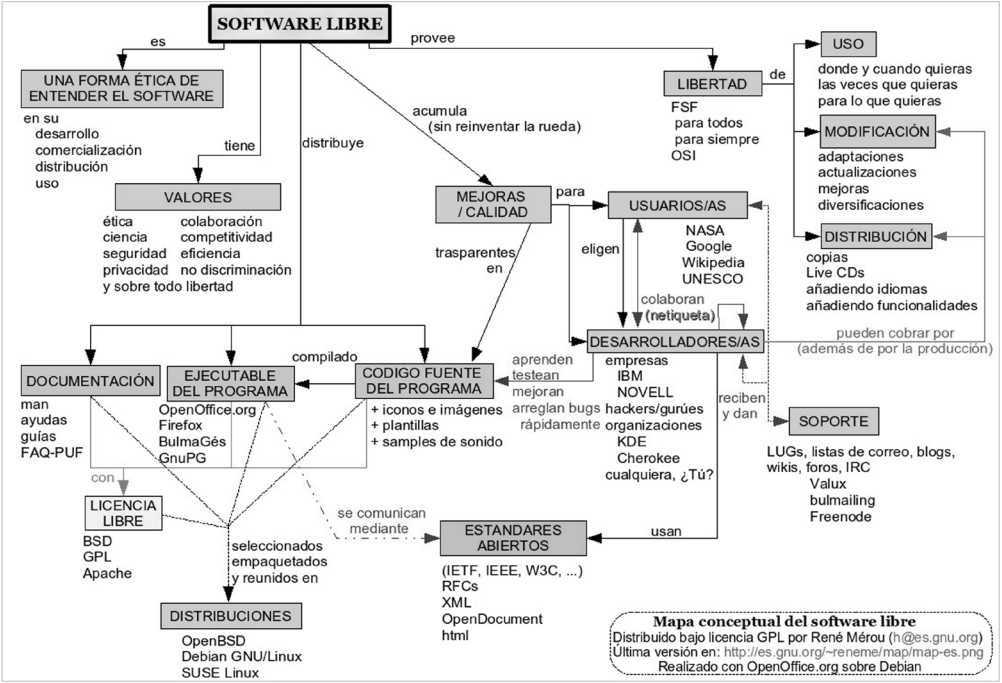 SOFTWARE LIBRE
es
provee
UNA FORMA ÉTICA DE
ENTENDER EL SOFTWARE
en su
desarrollo
comercialización
distribución
uso
tiene
VALORES
ética
ciencia
seguridad
privacidad
colaboración
competitividad
eficiencia
no discriminación
y sobre todo libertad
distribuye
acumula
(sin reinventar la rueda)
LIBERTAD
FSF
para todos
para siempre
OSI
de
USO
donde y cuando quieras
las veces que quieras
para lo que quieras
MODIFICACIÓN
adaptaciones
actualizaciones
mejoras
diversificaciones
DISTRIBUCIÓN
copias
Live CDs
añadiendo idiomas
añadiendo funcionalidades
MEJORAS
/ CALIDAD
para
trasparentes
en
USUARIOS/AS
NASA
Google
Wikipedia
UNESCO
eligen
colaboran
(netiqueta)
DESARROLLADORES/AS
empresas
IBM
NOVELL
hackers/gurúes
organizaciones
KDE
Cherokee
cualquiera, ¿Tú?
pueden cobrar por
(además de por la producción)
aprenden
testean
mejoran
arreglan bugs
rápidamente
reciben
y dan
SOPORTE
LUGs, listas de correo, blogs,
wikis, foros, IRC
Valux
bulmailing
Freenode
DOCUMENTACIÓN
man
ayudas
guías
FAQ-PUF
EJECUTABLE
DEL PROGRAMA
OpenOffice.org
Firefox
BulmaGés
GnuPG
compilado
CODIGO FUENTE
DEL PROGRAMA
+ iconos e imágenes
+ plantillas
+ samples de sonido
con
LICENCIA
LIBRE
BSD
GPL
Apache
seleccionados
empaquetados
y reunidos en
DISTRIBUCIONES
OpenBSD
Debian GNU/Linux
SUSE Linux
se comunican
mediante
ESTANDARES
ABIERTOS
(IETF, IEEE, W3C, ...)
RFCs
XML
OpenDocument
html
usan
Mapa conceptual del software libre
Distribuido bajo licencia GPL por René Mérou (h@es.gnu.org)
Última versión en: http://es.gnu.org/~reneme/map/map-es.png
Realizado con OpenOffice.org sobre Debian